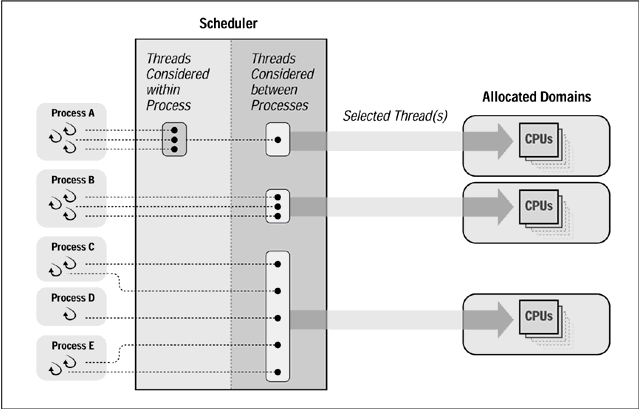 Scheduler
Threads
Considered
within
Process
Threads
Considered
between
Processes
Selected Thread(s)
Allocated Domains
Process A
CPUs
Process B
CPUs
Process C
Process D
CPUs
Process E